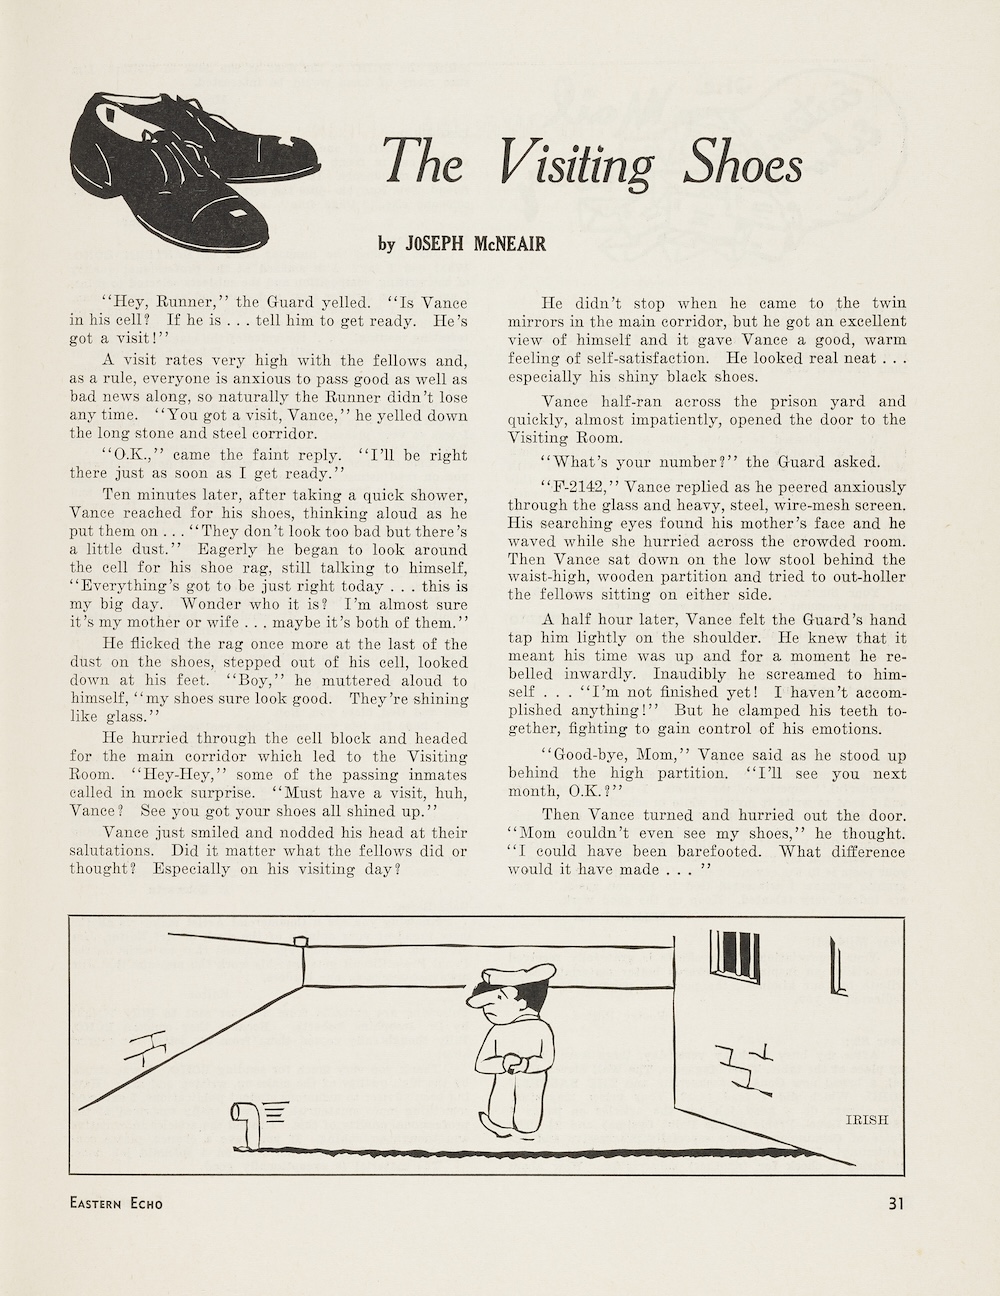 The Visiting Shoes
by JOSEPH McNEAIR
“Hey, Runner,” the Guard yelled. “Is Vance
in his cell? If he is . . . tell him to get ready. He’s
got a visit!”
A visit rates very high with the fellows and,
as a rule, everyone is anxious to pass good as well as
bad news along, so naturally the Runner didn’t lose
any time. “You got a visit, Vance,” he yelled down
the long stone and steel corridor.
“O.K.,” came the faint reply. “I’ll be right
there just as soon as I get ready.”
Ten minutes later, after taking a quick shower,
Vance reached for his shoes, thinking aloud as he
put them on . . . “They don’t look too bad but there’s
a little dust.” Eagerly he began to look around
the cell for his shoe rag, still talking to himself,
“Everything’s got to be just right today . . . this is
my big day. Wonder who it is? I’m almost sure
it’s my mother or wife . . . maybe it’s both of them.”
He flicked the rag once more at the last of the
dust on the shoes, stepped out of his cell, looked
down at his feet. “Boy,” he muttered aloud to
himself, “my shoes sure look good. They’re shining
like glass.”
He hurried through the cell block and headed
for the main corridor which led to the Visiting
Room. “Hey-Hey,” some of the passing inmates
called in mock surprise. “Must have a visit, huh,
Vance? See you got your shoes all shined up.”
Vance just smiled and nodded his head at their
salutations. Did it matter what the fellows did or
thought? Especially on his visiting day?
He didn’t stop when he came to the twin
mirrors in the main corridor, but he got an excellent
view of himself and it gave Vance a good, warm
feeling of self-satisfaction. He looked real neat . . .
especially his shiny black shoes.
Vance half-ran across the prison yard and
quickly, almost impatiently, opened the door to the
Visiting Room.
“What’s your number?” the Guard asked.
“F-2142,” Vance replied as he peered anxiously
through the glass and heavy, steel, wire-mesh screen.
His searching eyes found his mother’s face and he
waved while she hurried across the crowded room.
Then Vance sat down on the low stool behind the
waist-high, wooden partition and tried to out-holler
the fellows sitting on either side.
A half hour later, Vance felt the Guard’s hand
tap him lightly on the shoulder. He knew that it
meant his time was up and for a moment he re-
belled inwardly. Inaudibly he screamed to him-
self . . . “I’m not finished yet! I haven’t accom-
plished anything!” But he clamped his teeth to-
gether, fighting to gain control of his emotions.
“Good-bye, Mom,” Vance said as he stood up
behind the high partition. “I’ll see you next
month, O.K.?”
Then Vance turned and hurried out the door.
“Mom couldn’t even see my shoes,” he thought.
“I could have been barefooted. What difference
would it have made . . . ”
IRISH
EASTERN ECHO
31